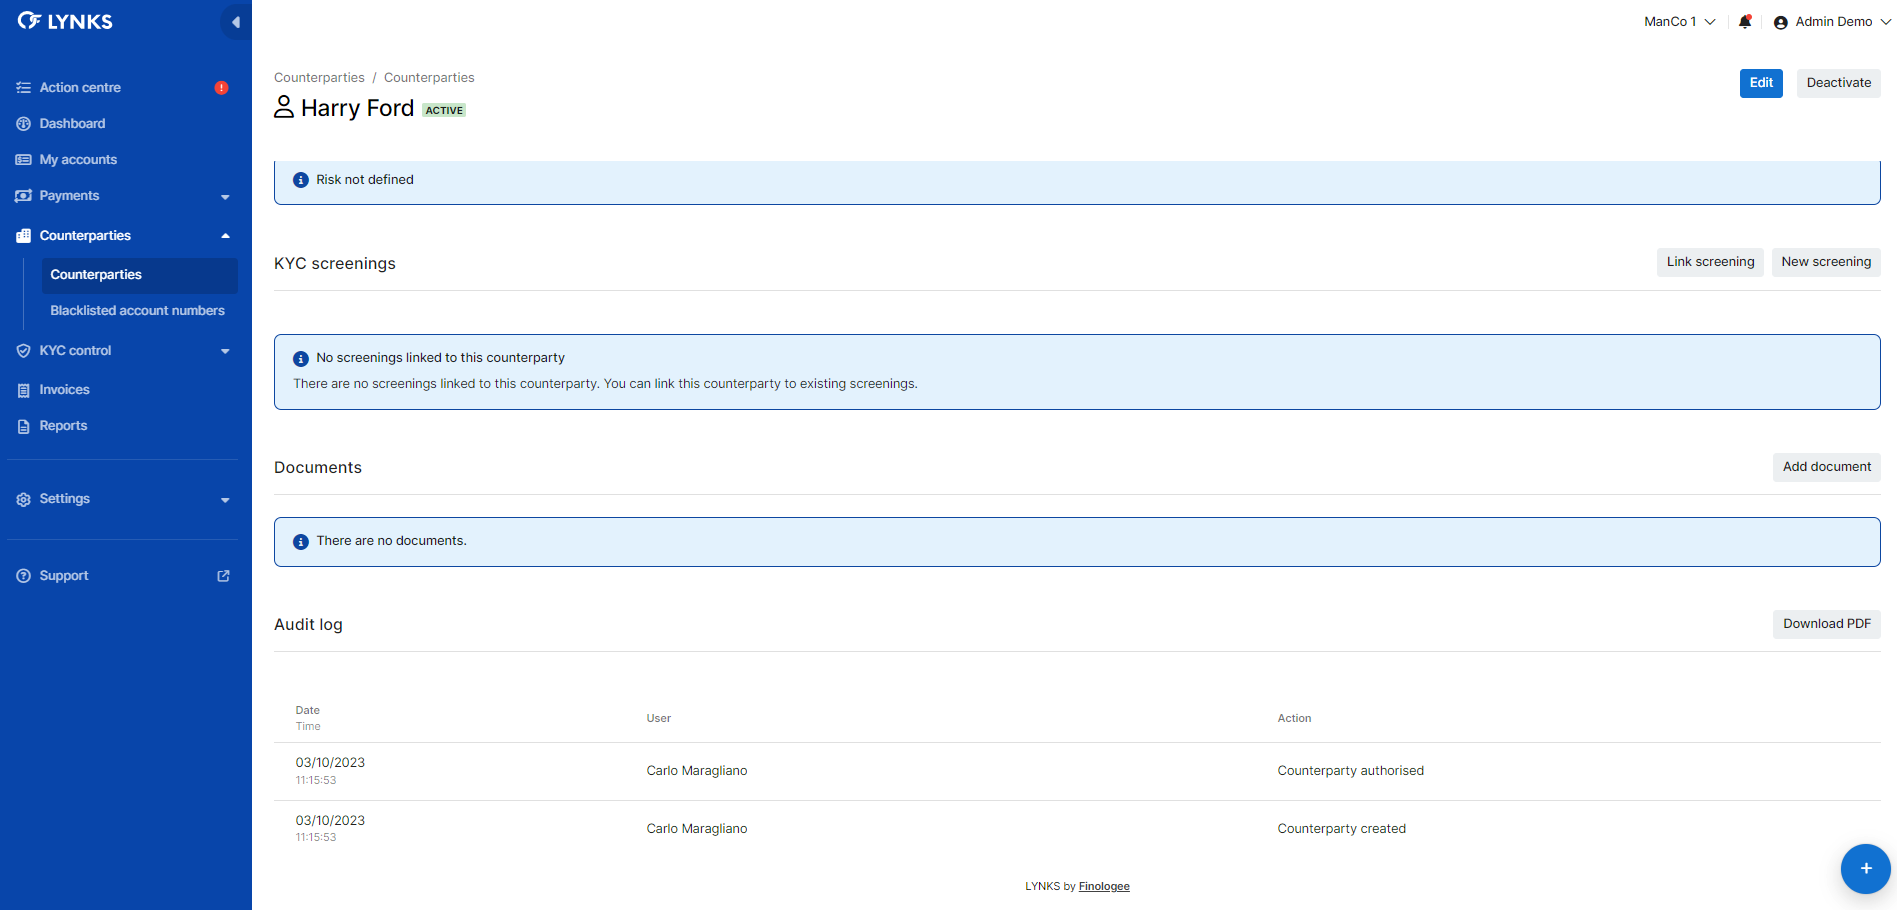 LYNKS
ManCo 1
Admin Demo
Action centre
Dashboard
My accounts
Payments
Counterparties
Counterparties
Blacklisted account numbers
KYC control
Invoices
Reports
Settings
Support
Counterparties / Counterparties
Harry Ford ACTIVE
Edit
Deactivate
Risk not defined
KYC screenings
Link screening
New screening
No screenings linked to this counterparty
There are no screenings linked to this counterparty. You can link this counterparty to existing screenings.
Documents
Add document
There are no documents.
Audit log
Download PDF
Date
Time
User
Action
03/10/2023
11:15:53
Carlo Maragliano
Counterparty authorised
03/10/2023
11:15:53
Carlo Maragliano
Counterparty created
LYNKS by Finologee